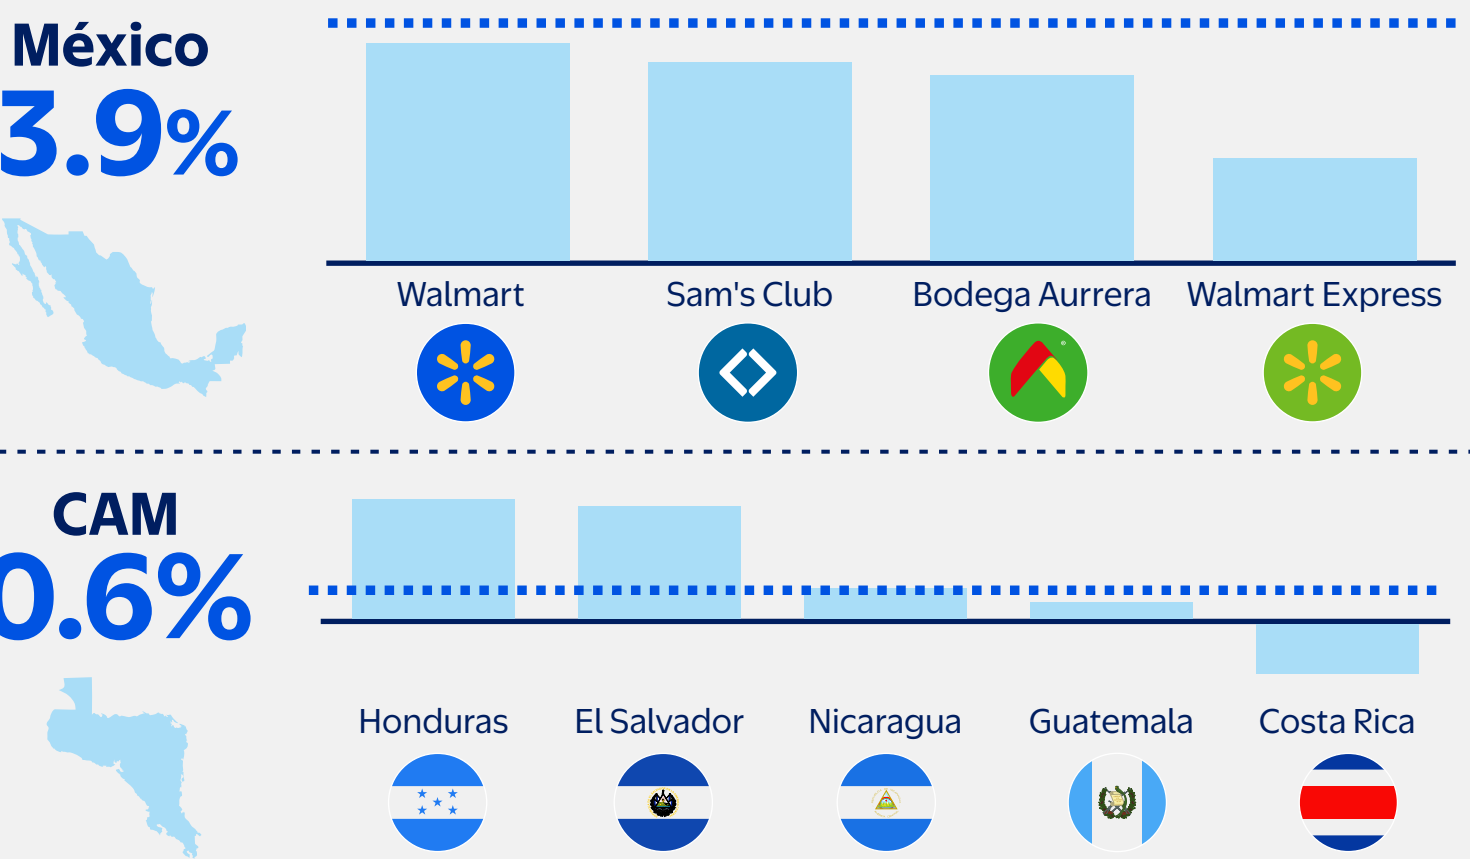 México
3.9%
Walmart
Sam's Club
Bodega Aurrera
Walmart Express
CAM
0.6%
Honduras
El Salvador
Nicaragua
Guatemala
Costa Rica